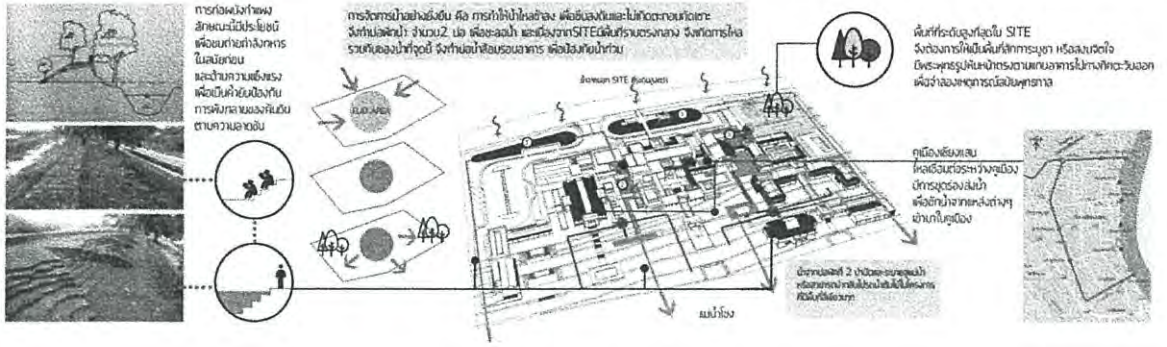 การก่อผนังกำแพง
ลักษณะนี้มีประโยชน์
เพื่อขนถ่ายกำลังทหาร
ในสมัยก่อน
และด้านความแข็งแรง
เพื่อเป็นค้ำยันป้องกัน
การพังทลายของคันดิน
ตามความลาดชัน
การจัดการน้ำอย่างยั่งยืน คือ การทำให้น้ำไหลช้าลง เพื่อซึมลงดินและไม่เกิดตะกอนกัดเซาะ
จึงทำบ่อพักน้ำ จำนวน2 บ่อ เพื่อชะลอน้ำ และเนื่องจากSITEมีพื้นที่ราบตรงกลาง จึงเกิดการไหล
รวมกันของน้ำที่จุดนี้ จึงทำบ่อน้ำล้อมรอบอาคาร เพื่อป้องกันน้ำท่วม
พื้นที่ระดับสูงที่สุดใน SITE
จึงต้องการให้เป็นพื้นที่สักการะบูชา หรือสงบจิตใจ
มีพระพุทธรูปหันหน้าตรงตามแกนอาคารไปทางทิศตะวันออก
เพื่อจำลองเหตุการณ์สมัยพุทธกาล
FLAT AREA
คูเมืองเชียงแสน
ไหลเชื่อมต่อระหว่างคูเมือง
มีการขุดร่องส่งน้ำ
เพื่อชักน้ำจากแหล่งต่างๆ
เข้ามาในคูเมือง
แม่น้ำโขง